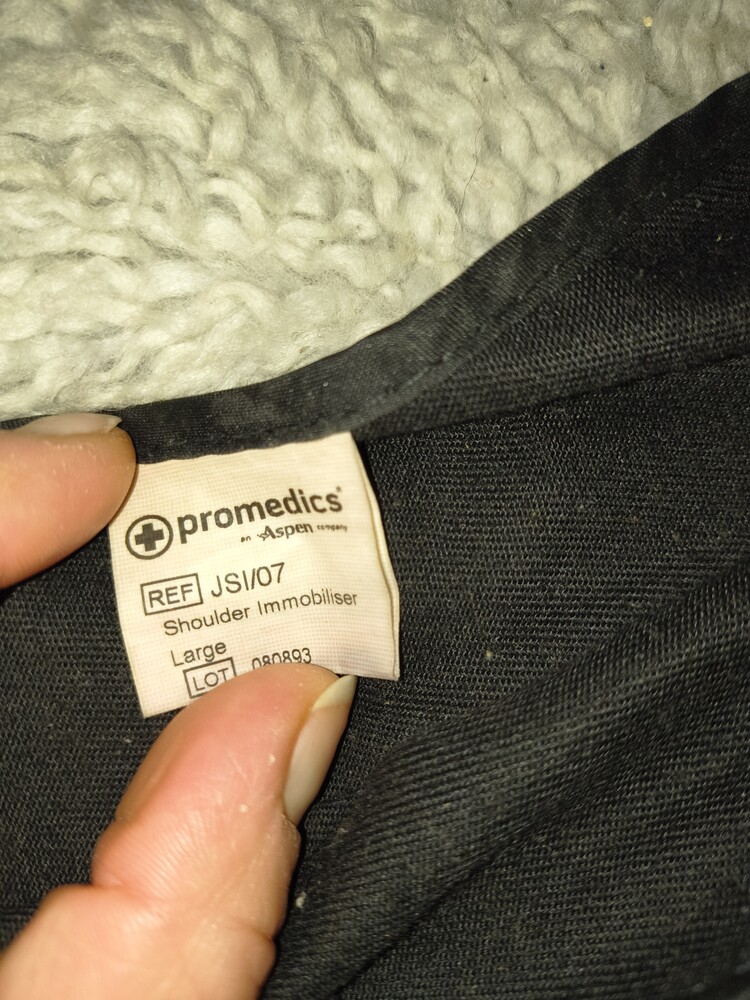 promedics®
an Aspen company
REF JSI/07
Shoulder Immobiliser
Large
LOT 080893